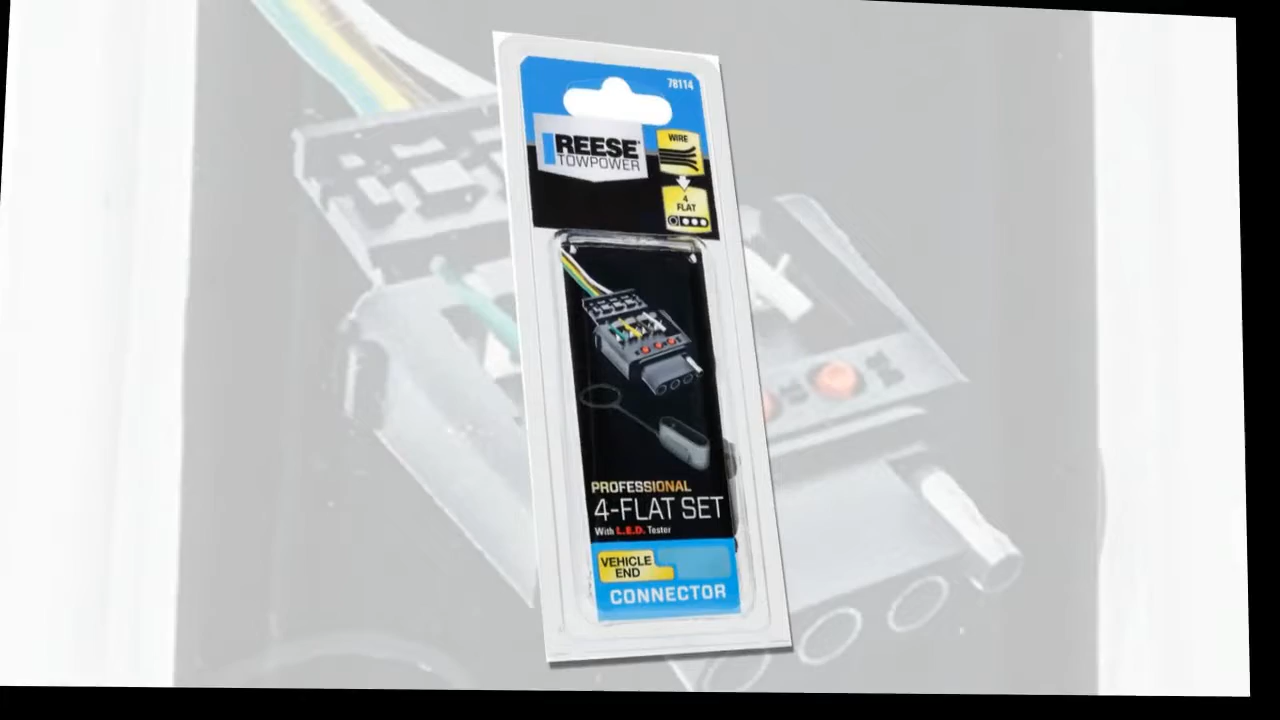 78114
REESE
TOWPOWER
WIRE
4
FLAT
PROFESSIONAL
4-FLAT SET
With L.E.D. Tester
VEHICLE
END
CONNECTOR